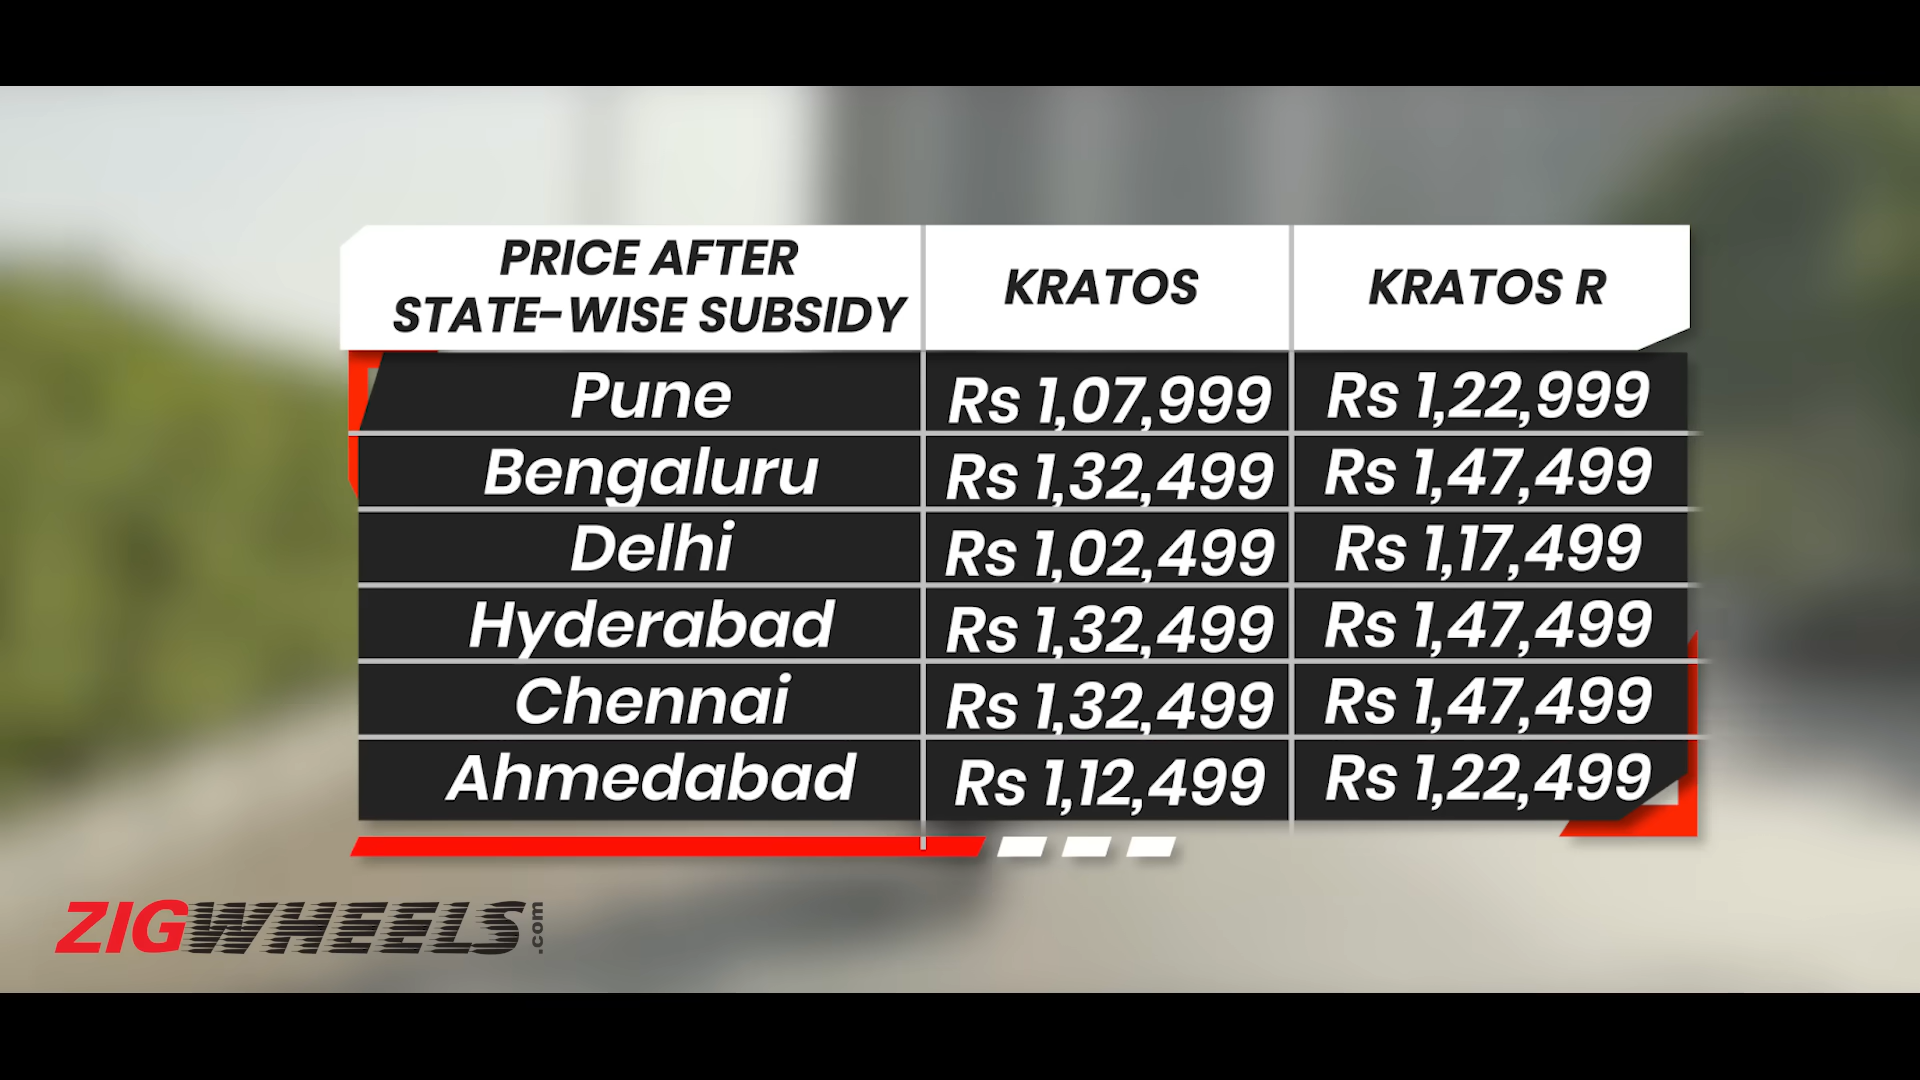 PRICE AFTER
STATE-WISE SUBSIDY KRATOS KRATOS R
Pune Rs 1,07,999 Rs 1,22,999
Bengaluru Rs 1,32,499 Rs 1,47,499
Delhi Rs 1,02,499 Rs 1,17,499
Hyderabad Rs 1,32,499 Rs 1,47,499
Chennai Rs 1,32,499 Rs 1,47,499
Ahmedabad Rs 1,12,499 Rs 1,22,499
ZIGWHEELS.com